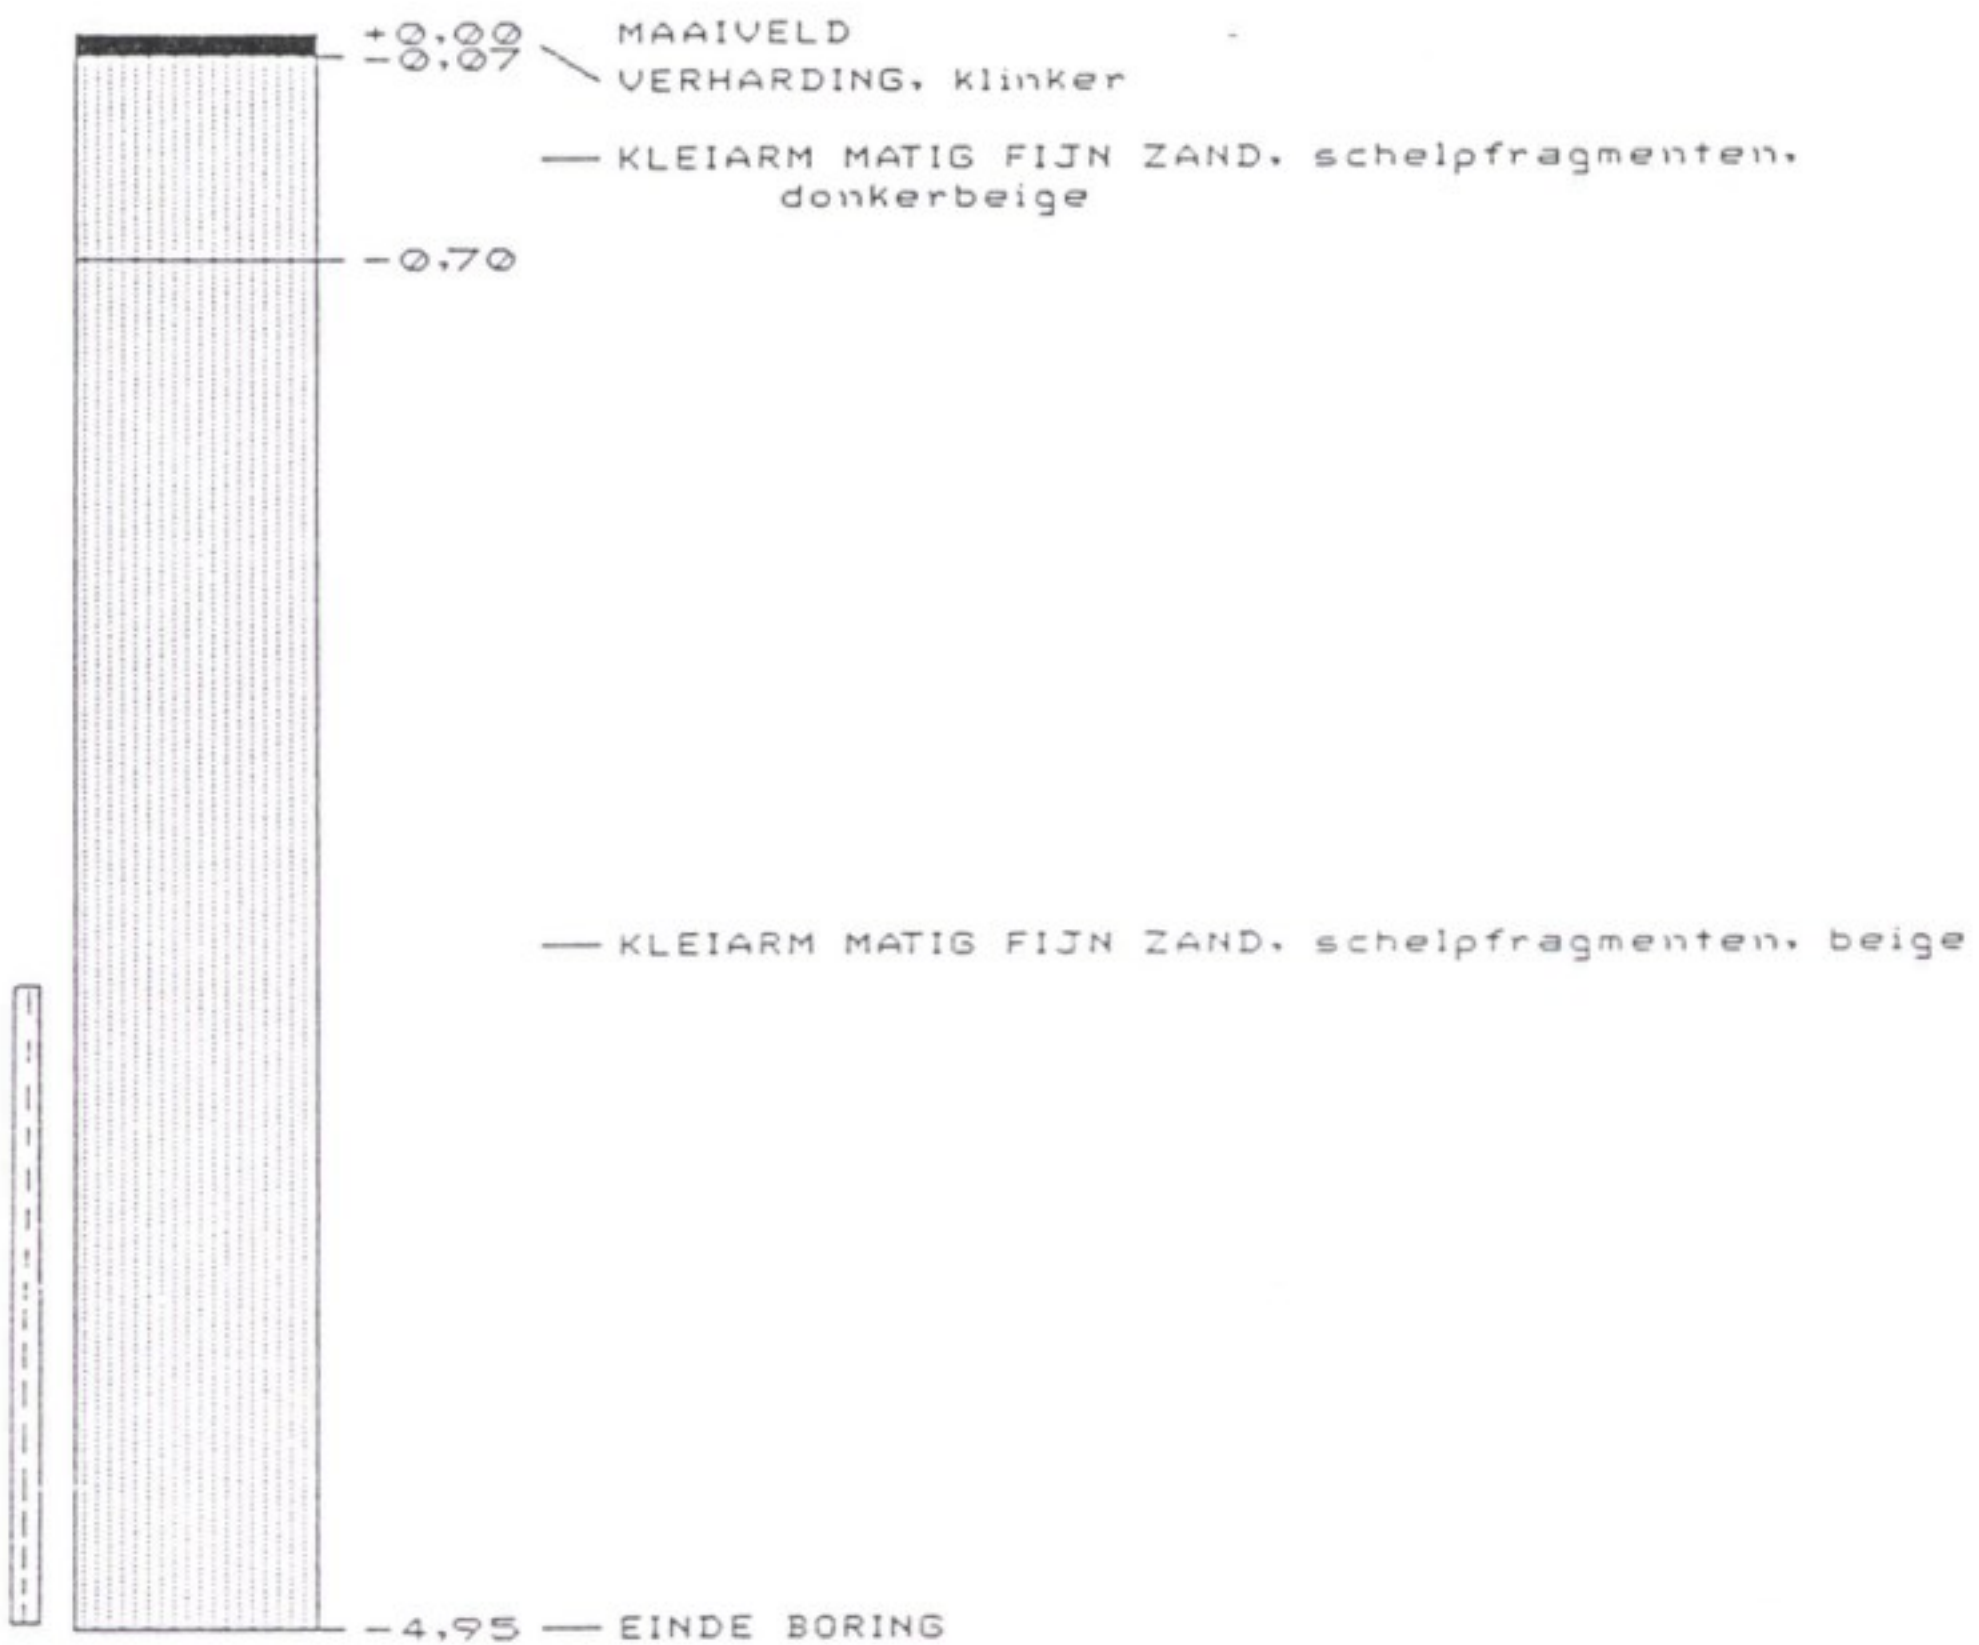 +0,00 MAAIVELD
-0,07
VERHARDING, klinker
KLEIARM MATIG FIJN ZAND, schelpfragmenten,
donkerbeige
-0,70
KLEIARM MATIG FIJN ZAND, schelpfragmenten, beige
-4,95 EINDE BORING